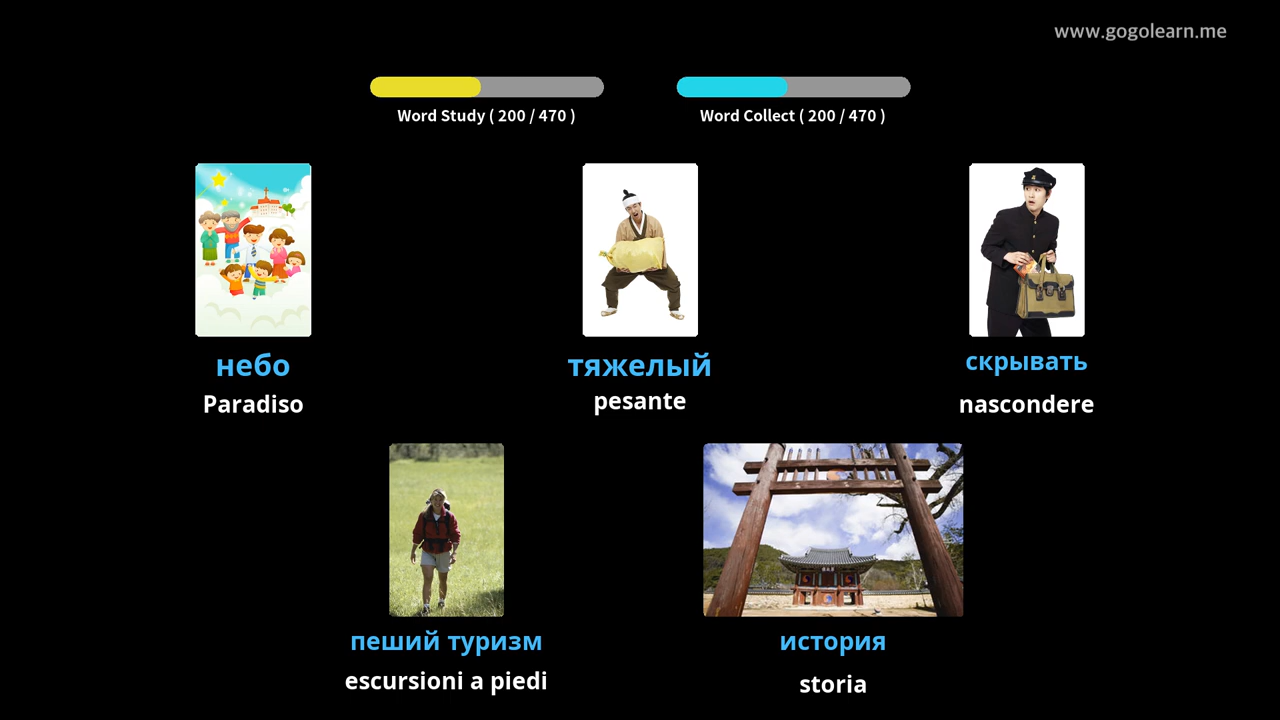 www.gogolearn.me
Word Study ( 200 / 470 )
Word Collect ( 200 / 470 )
небо
Paradiso
тяжелый
pesante
скрывать
nascondere
пеший туризм
escursioni a piedi
история
storia